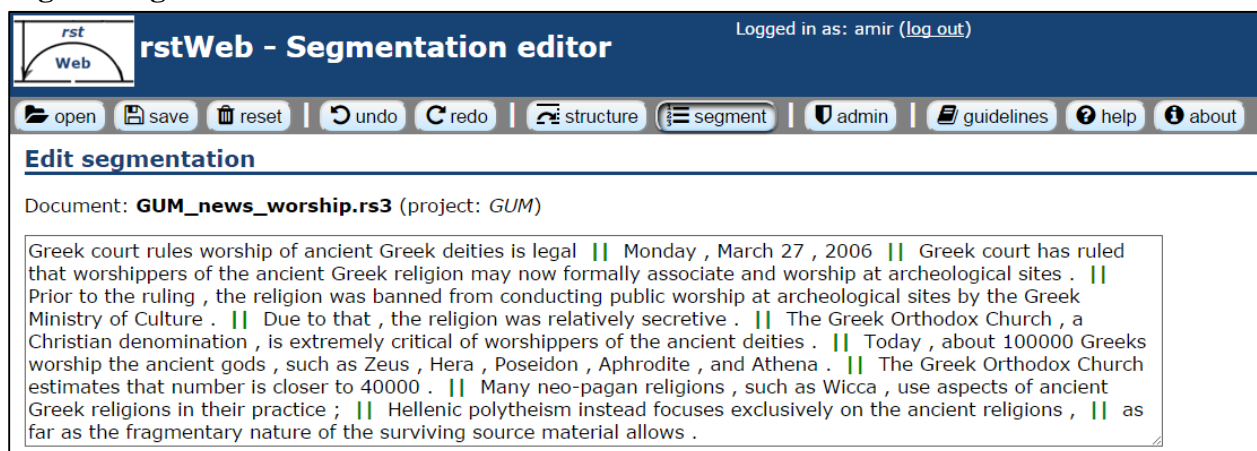 rst
Web
rstWeb - Segmentation editor
Logged in as: amir (log out)
open save reset | undo redo | structure segment | admin | guidelines help about
Edit segmentation
Document: GUM_news_worship.rs3 (project: GUM)
Greek court rules worship of ancient Greek deities is legal || Monday , March 27 , 2006 || Greek court has ruled
that worshippers of the ancient Greek religion may now formally associate and worship at archeological sites . ||
Prior to the ruling , the religion was banned from conducting public worship at archeological sites by the Greek
Ministry of Culture . || Due to that , the religion was relatively secretive . || The Greek Orthodox Church , a
Christian denomination , is extremely critical of worshippers of the ancient deities . || Today , about 100000 Greeks
worship the ancient gods , such as Zeus , Hera , Poseidon , Aphrodite , and Athena . || The Greek Orthodox Church
estimates that number is closer to 40000 . || Many neo-pagan religions , such as Wicca , use aspects of ancient
Greek religions in their practice ; || Hellenic polytheism instead focuses exclusively on the ancient religions , || as
far as the fragmentary nature of the surviving source material allows .